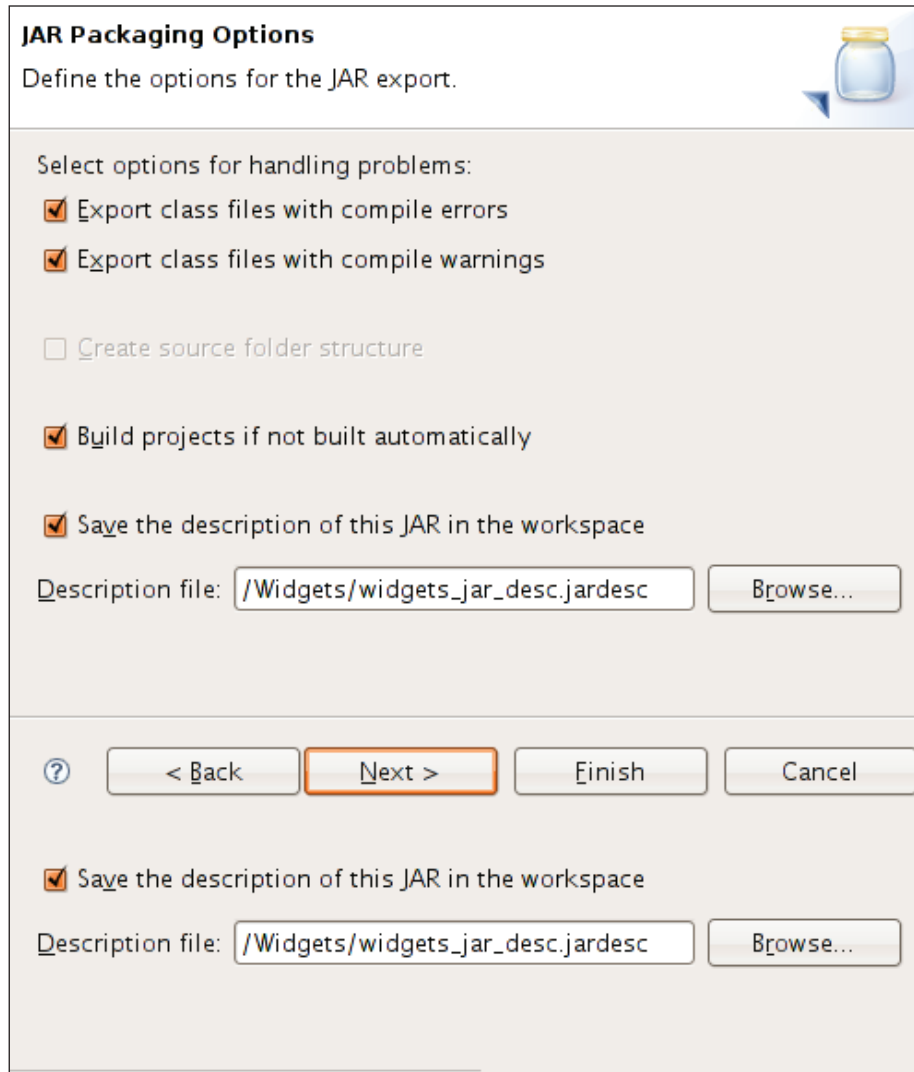 JAR Packaging Options
Define the options for the JAR export.
Select options for handling problems:
Export class files with compile errors
Export class files with compile warnings
Create source folder structure
Build projects if not built automatically
Save the description of this JAR in the workspace
Description file: /Widgets/widgets_jar_desc.jardesc Browse...
? < Back Next > Finish Cancel
Save the description of this JAR in the workspace
Description file: /Widgets/widgets_jar_desc.jardesc Browse...